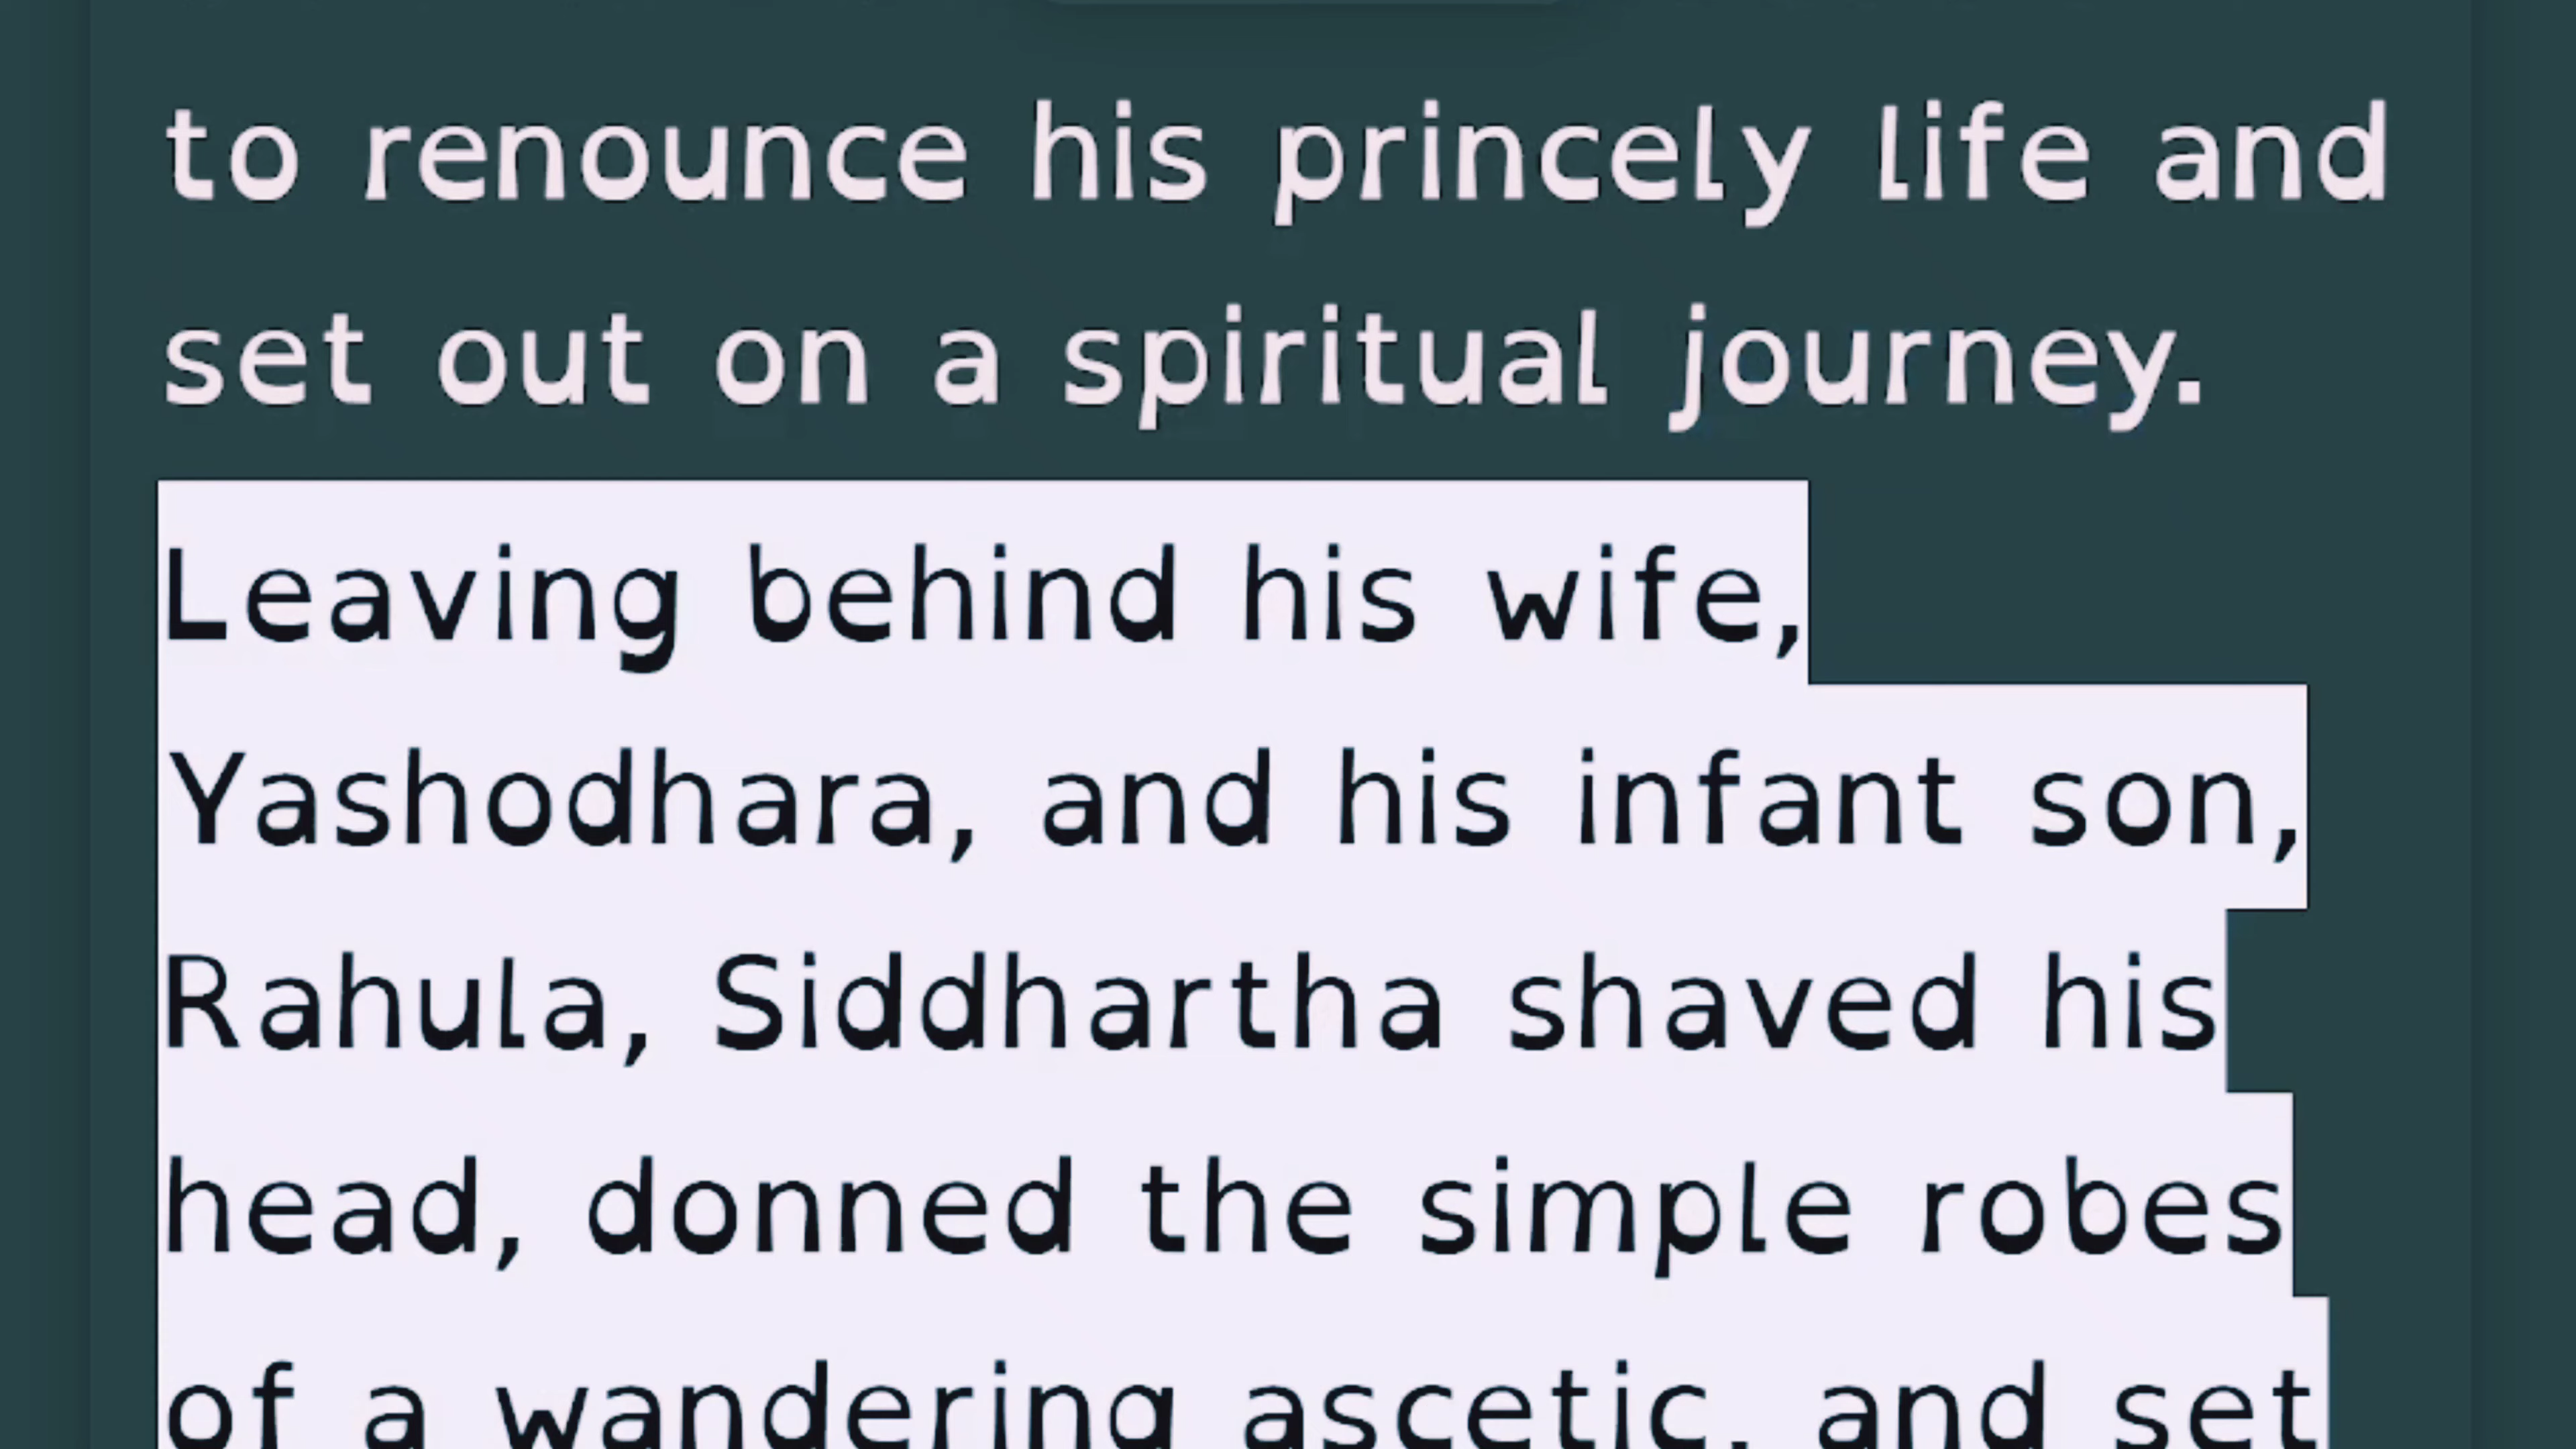 to renounce his princely life and
set out on a spiritual journey.
Leaving behind his wife,
Yashodhara, and his infant son,
Rahula, Siddhartha shaved his
head, donned the simple robes
of a wandering ascetic, and set